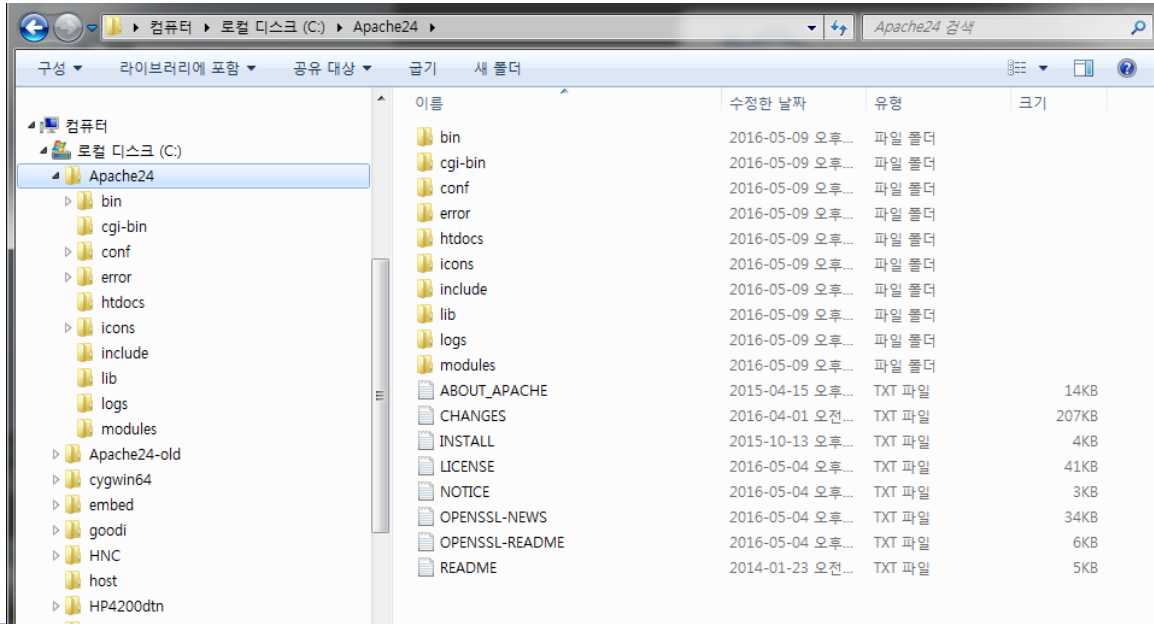 컴퓨터 ▸ 로컬 디스크 (C:) ▸ Apache24 ▸ Apache24 검색
구성 라이브러리에 포함 공유 대상 굽기 새 폴더
컴퓨터
로컬 디스크 (C:)
Apache24
bin
cgi-bin
conf
error
htdocs
icons
include
lib
logs
modules
Apache24-old
cygwin64
embed
goodi
HNC
host
HP4200dtn
이름 수정한 날짜 유형 크기
bin 2016-05-09 오후... 파일 폴더
cgi-bin 2016-05-09 오후... 파일 폴더
conf 2016-05-09 오후... 파일 폴더
error 2016-05-09 오후... 파일 폴더
htdocs 2016-05-09 오후... 파일 폴더
icons 2016-05-09 오후... 파일 폴더
include 2016-05-09 오후... 파일 폴더
lib 2016-05-09 오후... 파일 폴더
logs 2016-05-09 오후... 파일 폴더
modules 2016-05-09 오후... 파일 폴더
ABOUT_APACHE 2015-04-15 오후... TXT 파일 14KB
CHANGES 2016-04-01 오전... TXT 파일 207KB
INSTALL 2015-10-13 오후... TXT 파일 4KB
LICENSE 2016-05-04 오후... TXT 파일 41KB
NOTICE 2016-05-04 오후... TXT 파일 3KB
OPENSSL-NEWS 2016-05-04 오후... TXT 파일 34KB
OPENSSL-README 2016-05-04 오후... TXT 파일 6KB
README 2014-01-23 오전... TXT 파일 5KB